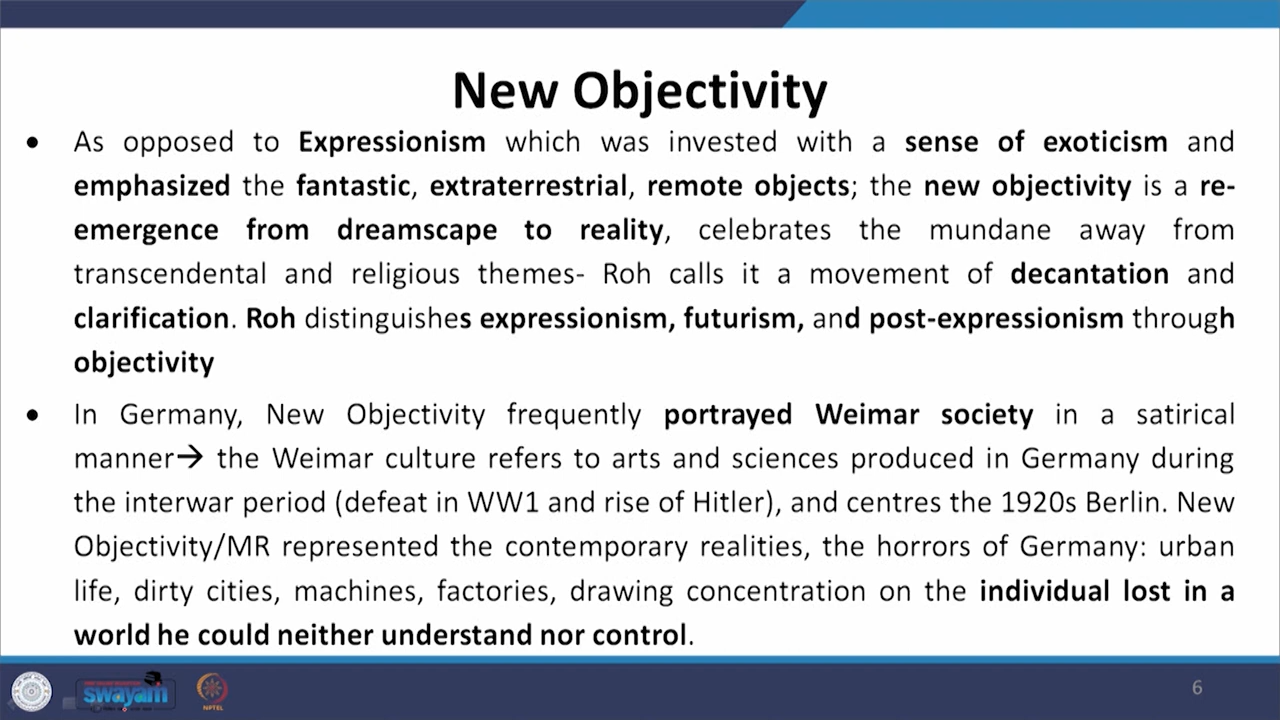 New Objectivity
• As opposed to Expressionism which was invested with a sense of exoticism and
emphasized the fantastic, extraterrestrial, remote objects; the new objectivity is a re-
emergence from dreamscape to reality, celebrates the mundane away from
transcendental and religious themes- Roh calls it a movement of decantation and
clarification. Roh distinguishes expressionism, futurism, and post-expressionism through
objectivity
• In Germany, New Objectivity frequently portrayed Weimar society in a satirical
manner→ the Weimar culture refers to arts and sciences produced in Germany during
the interwar period (defeat in WW1 and rise of Hitler), and centres the 1920s Berlin. New
Objectivity/MR represented the contemporary realities, the horrors of Germany: urban
life, dirty cities, machines, factories, drawing concentration on the individual lost in a
world he could neither understand nor control.
swayam
NPTEL
6